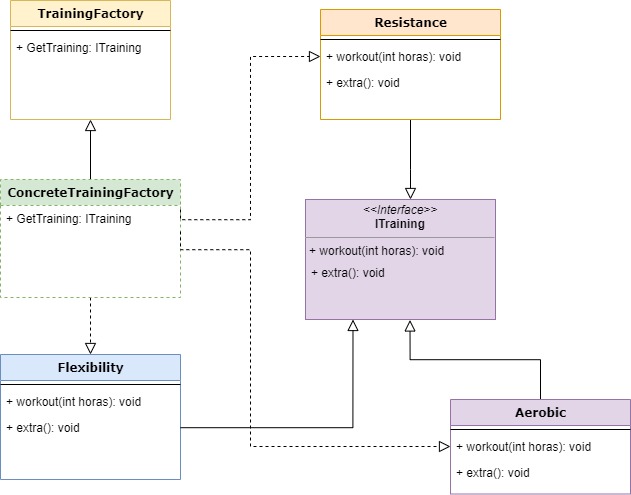 TrainingFactory
+ GetTraining: ITraining
Resistance
+ workout(int horas): void
+ extra(): void
ConcreteTrainingFactory
+ GetTraining: ITraining
<<Interface>>
ITraining
+ workout(int horas): void
+ extra(): void
Flexibility
+ workout(int horas): void
+ extra(): void
Aerobic
+ workout(int horas): void
+ extra(): void